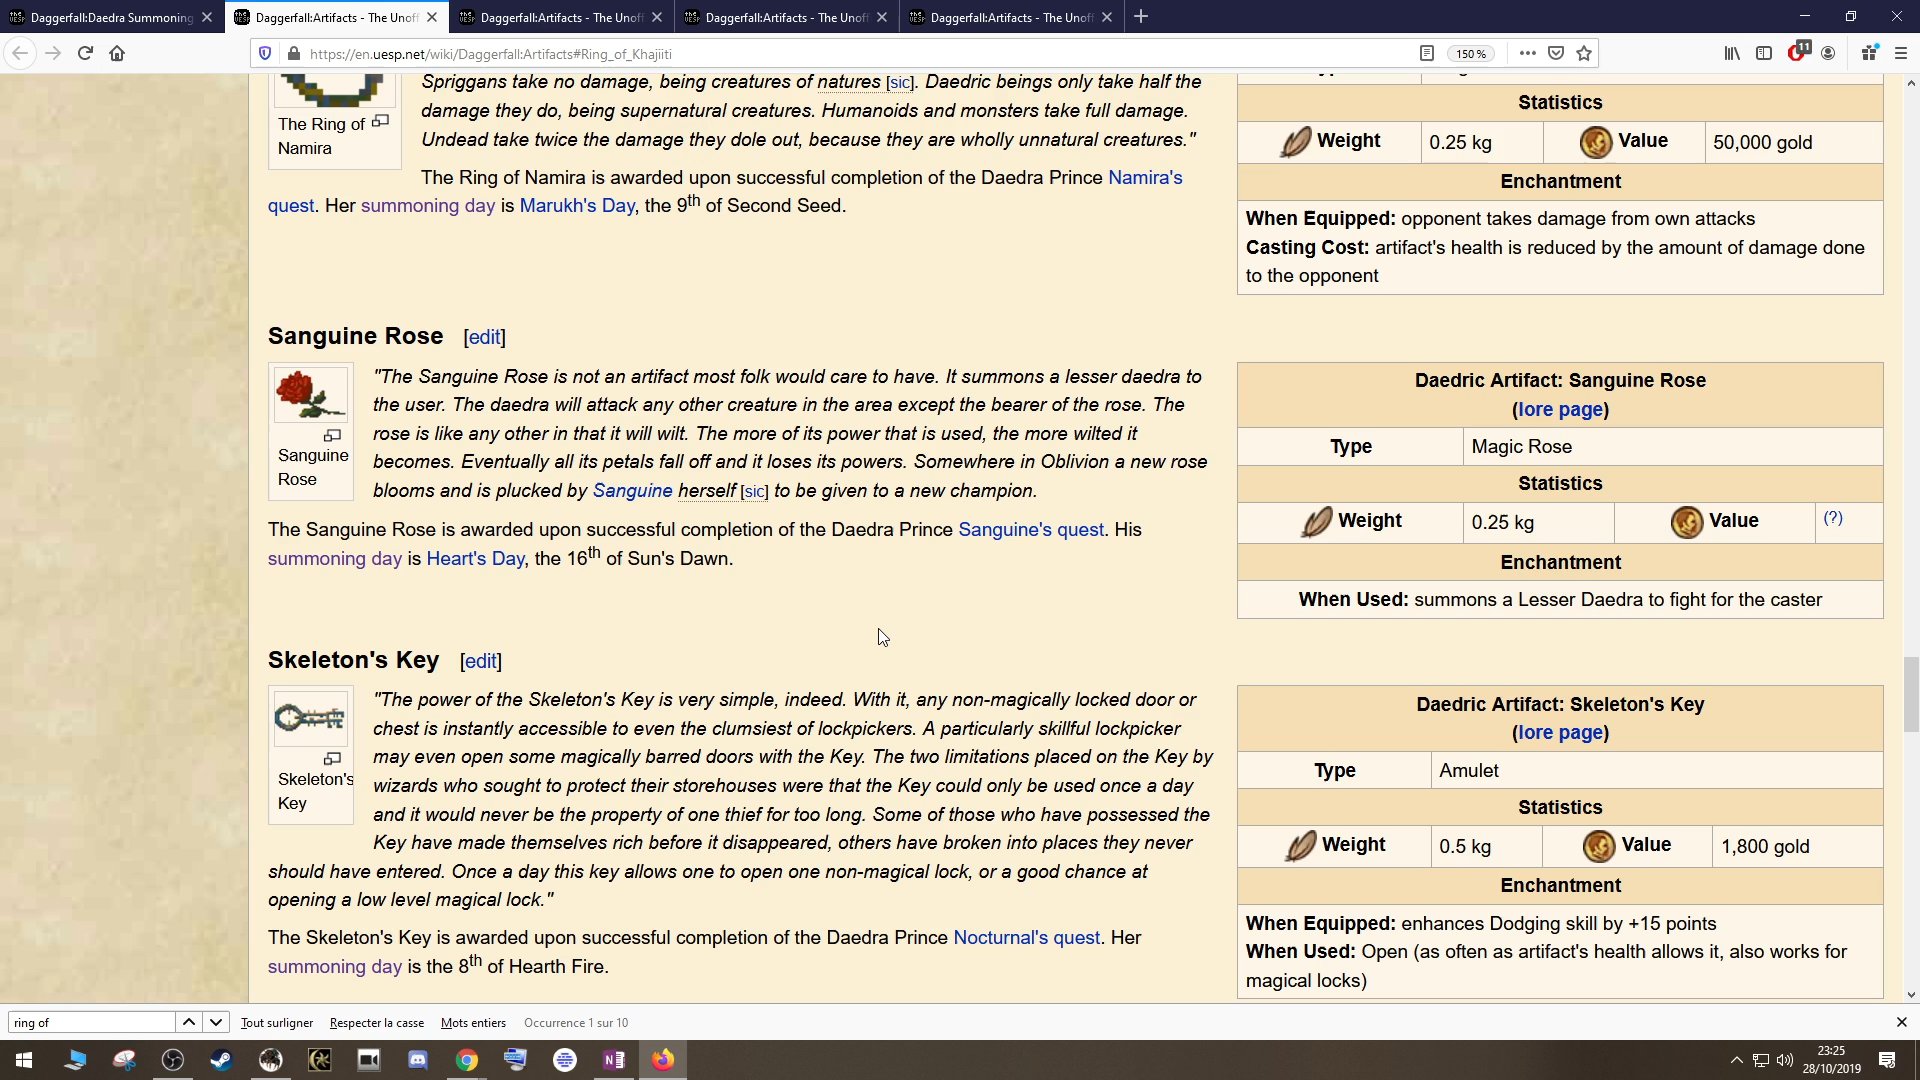 Daggerfall:Daedra Summoning
Daggerfall:Artifacts - The Unof
Daggerfall:Artifacts - The Unof
Daggerfall:Artifacts - The Unof
Daggerfall:Artifacts - The Unof
https://en.uesp.net/wiki/Daggerfall:Artifacts#Ring_of_Khajiiti
150 %
11
Spriggans take no damage, being creatures of natures [sic]. Daedric beings only take half the
damage they do, being supernatural creatures. Humanoids and monsters take full damage.
Undead take twice the damage they dole out, because they are wholly unnatural creatures."
The Ring of
Namira
The Ring of Namira is awarded upon successful completion of the Daedra Prince Namira's
quest. Her summoning day is Marukh's Day, the 9th of Second Seed.
Statistics
Weight 0.25 kg Value 50,000 gold
Enchantment
When Equipped: opponent takes damage from own attacks
Casting Cost: artifact's health is reduced by the amount of damage done
to the opponent
Sanguine Rose [edit]
Sanguine
Rose
"The Sanguine Rose is not an artifact most folk would care to have. It summons a lesser daedra to
the user. The daedra will attack any other creature in the area except the bearer of the rose. The
rose is like any other in that it will wilt. The more of its power that is used, the more wilted it
becomes. Eventually all its petals fall off and it loses its powers. Somewhere in Oblivion a new rose
blooms and is plucked by Sanguine herself [sic] to be given to a new champion.
The Sanguine Rose is awarded upon successful completion of the Daedra Prince Sanguine's quest. His
summoning day is Heart's Day, the 16th of Sun's Dawn.
Daedric Artifact: Sanguine Rose
(lore page)
Type Magic Rose
Statistics
Weight 0.25 kg Value (?)
Enchantment
When Used: summons a Lesser Daedra to fight for the caster
Skeleton's Key [edit]
Skeleton's
Key
"The power of the Skeleton's Key is very simple, indeed. With it, any non-magically locked door or
chest is instantly accessible to even the clumsiest of lockpickers. A particularly skillful lockpicker
may even open some magically barred doors with the Key. The two limitations placed on the Key by
wizards who sought to protect their storehouses were that the Key could only be used once a day
and it would never be the property of one thief for too long. Some of those who have possessed the
Key have made themselves rich before it disappeared, others have broken into places they never
should have entered. Once a day this key allows one to open one non-magical lock, or a good chance at
opening a low level magical lock."
The Skeleton's Key is awarded upon successful completion of the Daedra Prince Nocturnal's quest. Her
summoning day is the 8th of Hearth Fire.
Daedric Artifact: Skeleton's Key
(lore page)
Type Amulet
Statistics
Weight 0.5 kg Value 1,800 gold
Enchantment
When Equipped: enhances Dodging skill by +15 points
When Used: Open (as often as artifact's health allows it, also works for
magical locks)
ring of Tout surligner Respecter la casse Mots entiers Occurrence 1 sur 10
23:25
28/10/2019